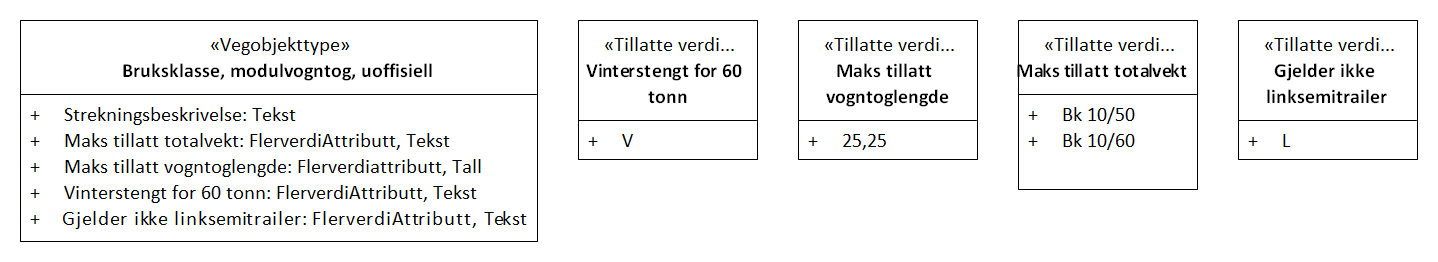 «Vegobjekttype»
Bruksklasse, modulvogntog, uoffisiell
+ Strekningsbeskrivelse: Tekst
+ Maks tillatt totalvekt: FlerverdiAttributt, Tekst
+ Maks tillatt vogntoglengde: Flerverdiattributt, Tall
+ Vinterstengt for 60 tonn: FlerverdiAttributt, Tekst
+ Gjelder ikke linksemitrailer: FlerverdiAttributt, Tekst
«Tillatte verdi...
Vinterstengt for 60
tonn
+ V
«Tillatte verdi...
Maks tillatt
vogntoglengde
+ 25,25
«Tillatte verdi...
Maks tillatt totalvekt
+ Bk 10/50
+ Bk 10/60
«Tillatte verdi...
Gjelder ikke
linksemitrailer
+ L